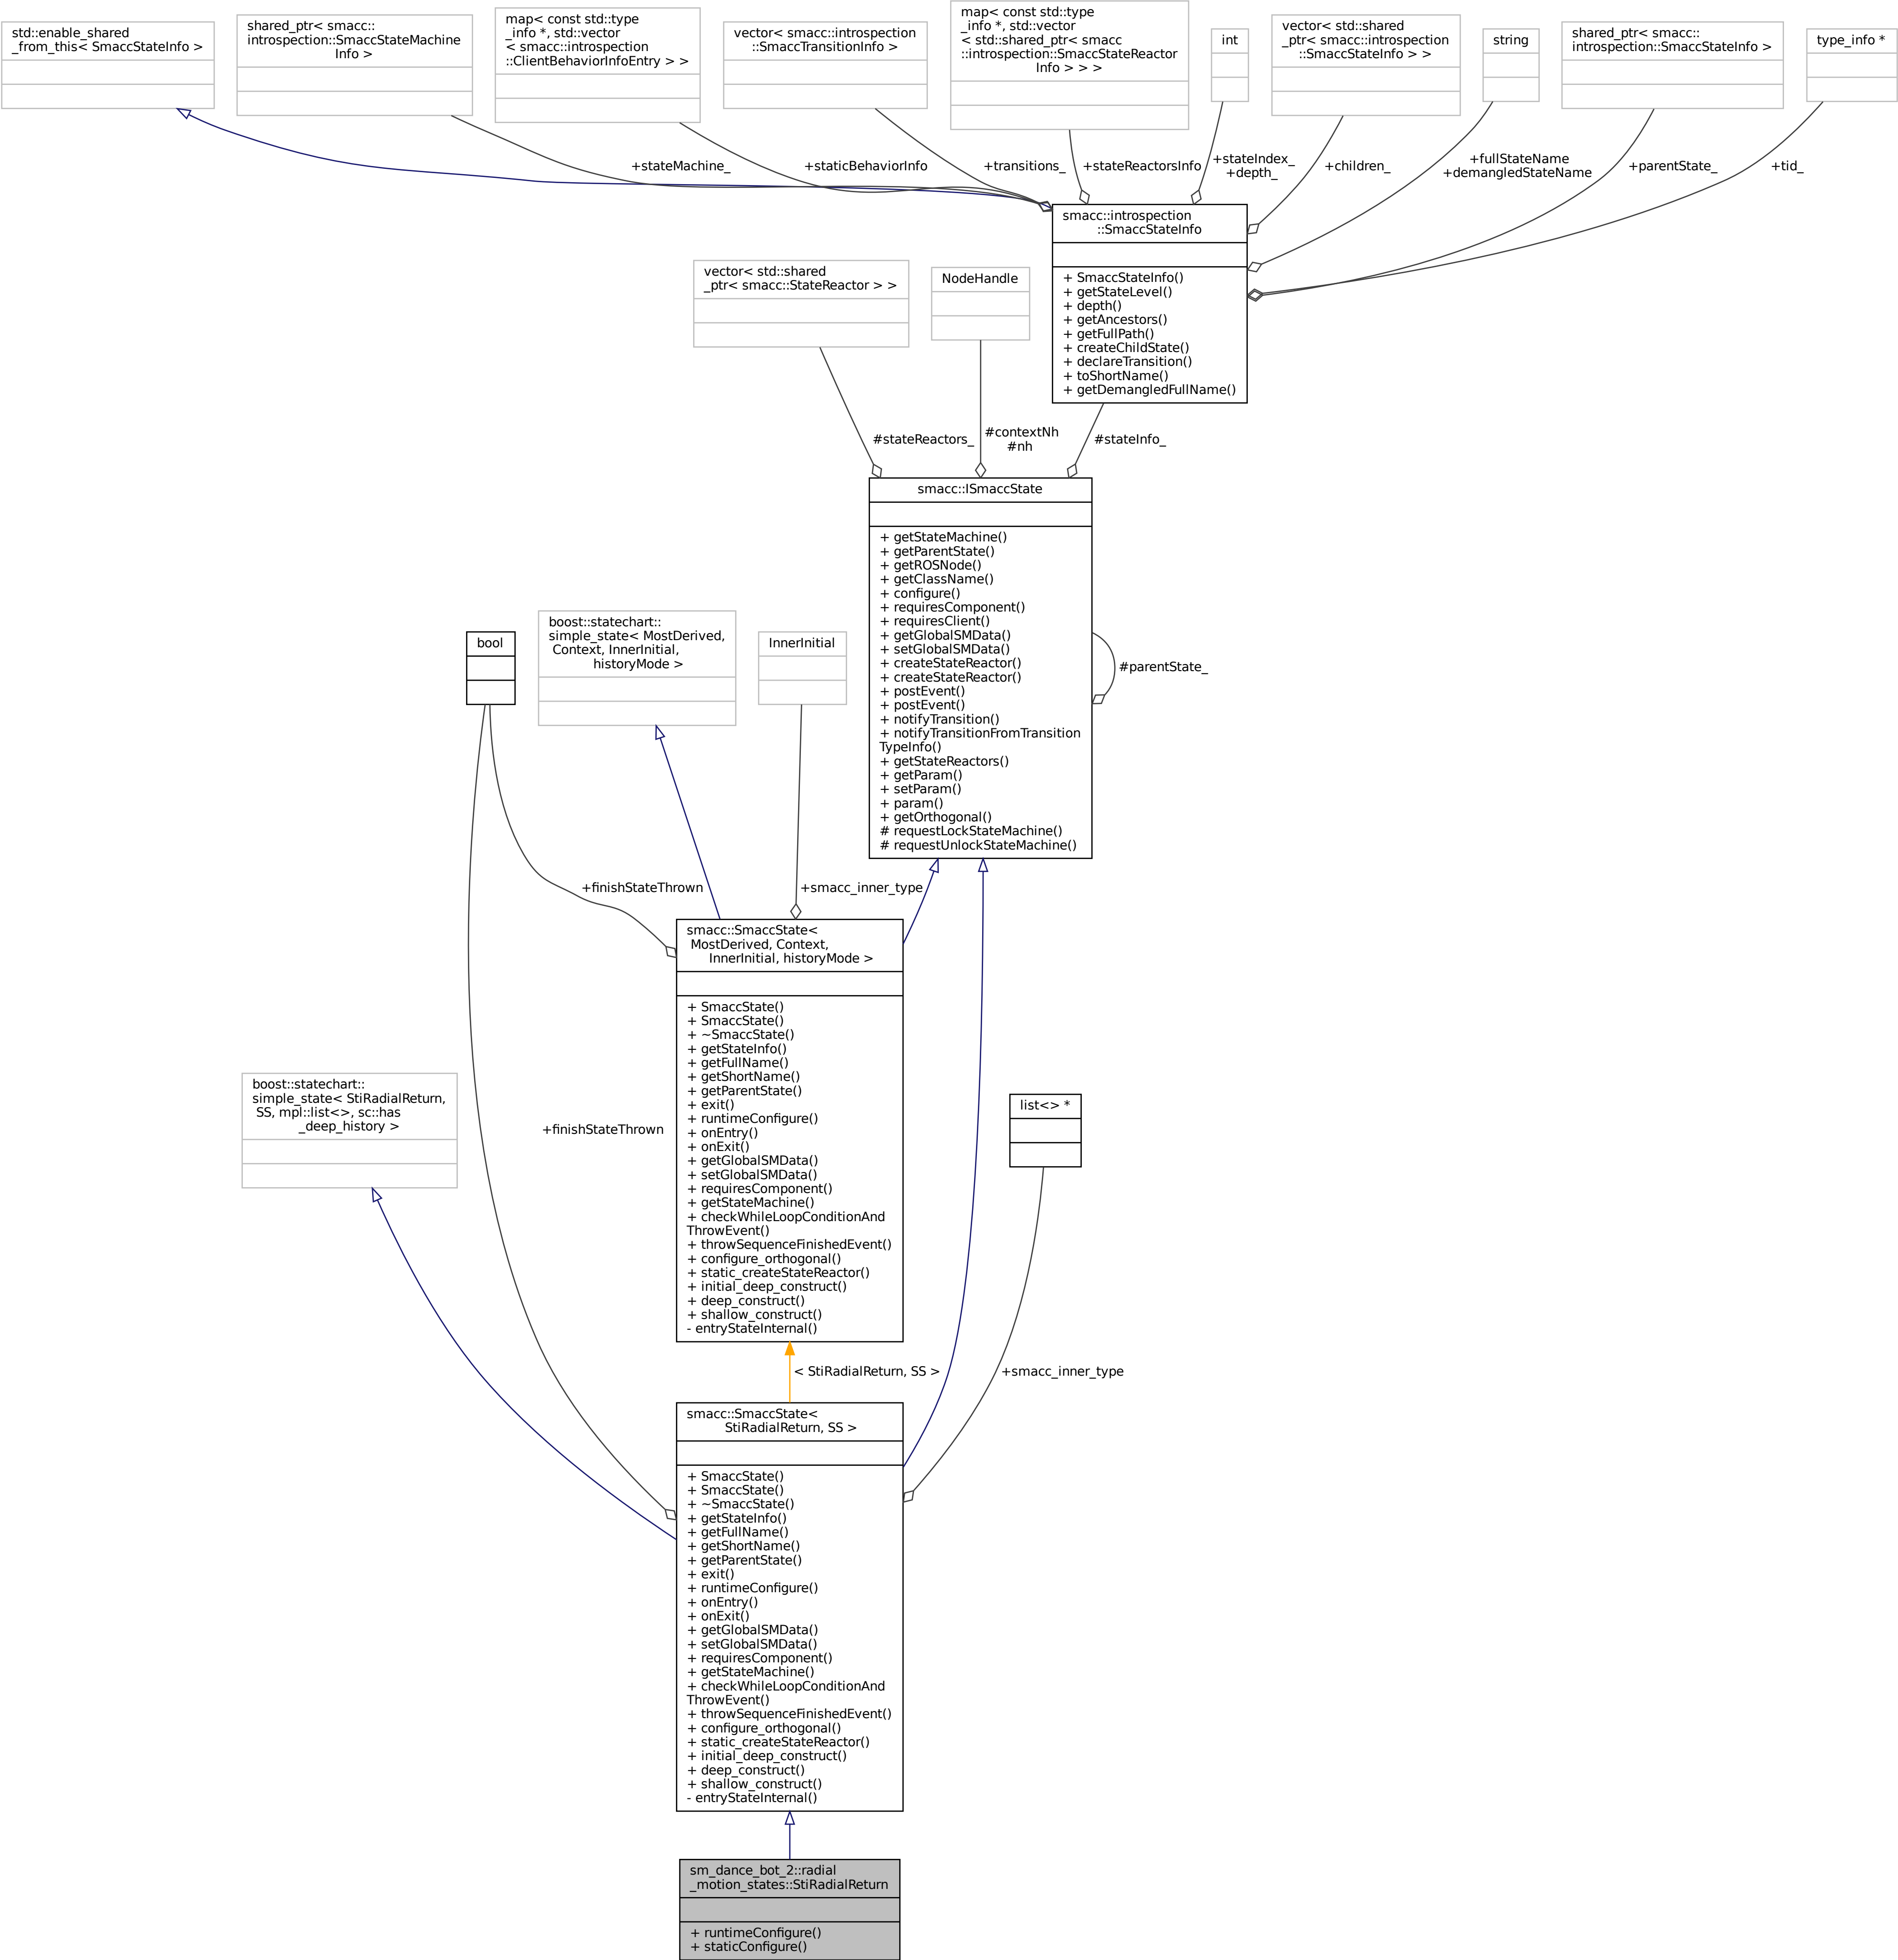 std::enable_shared
_from_this< SmaccStateInfo >
shared_ptr< smacc::
introspection::SmaccStateMachine
Info >
map< const std::type
_info *, std::vector
< smacc::introspection
::ClientBehaviorInfoEntry > >
vector< smacc::introspection
::SmaccTransitionInfo >
map< const std::type
_info *, std::vector
< std::shared_ptr< smacc
::introspection::SmaccStateReactor
Info > > >
int
vector< std::shared
_ptr< smacc::introspection
::SmaccStateInfo > >
string
shared_ptr< smacc::
introspection::SmaccStateInfo >
type_info *
+stateMachine_
+staticBehaviorInfo
+transitions_
+stateReactorsInfo
+stateIndex_
+depth_
+children_
+fullStateName
+demangledStateName
+parentState_
+tid_
smacc::introspection
::SmaccStateInfo
+ SmaccStateInfo()
+ getStateLevel()
+ depth()
+ getAncestors()
+ getFullPath()
+ createChildState()
+ declareTransition()
+ toShortName()
+ getDemangledFullName()
vector< std::shared
_ptr< smacc::StateReactor > >
NodeHandle
#stateReactors_
#contextNh
#nh
#stateInfo_
smacc::ISmaccState
+ getStateMachine()
+ getParentState()
+ getROSNode()
+ getClassName()
+ configure()
+ requiresComponent()
+ requiresClient()
+ getGlobalSMData()
+ setGlobalSMData()
+ createStateReactor()
+ createStateReactor()
+ postEvent()
+ postEvent()
+ notifyTransition()
+ notifyTransitionFromTransition
TypeInfo()
+ getStateReactors()
+ getParam()
+ setParam()
+ param()
+ getOrthogonal()
# requestLockStateMachine()
# requestUnlockStateMachine()
#parentState_
bool
boost::statechart::
simple_state< MostDerived,
Context, InnerInitial,
historyMode >
InnerInitial
+finishStateThrown
+smacc_inner_type
smacc::SmaccState<
MostDerived, Context,
InnerInitial, historyMode >
+ SmaccState()
+ SmaccState()
+ ~SmaccState()
+ getStateInfo()
+ getFullName()
+ getShortName()
+ getParentState()
+ exit()
+ runtimeConfigure()
+ onEntry()
+ onExit()
+ getGlobalSMData()
+ setGlobalSMData()
+ requiresComponent()
+ getStateMachine()
+ checkWhileLoopConditionAnd
ThrowEvent()
+ throwSequenceFinishedEvent()
+ configure_orthogonal()
+ static_createStateReactor()
+ initial_deep_construct()
+ deep_construct()
+ shallow_construct()
- entryStateInternal()
boost::statechart::
simple_state< StiRadialReturn,
SS, mpl::list<>, sc::has
_deep_history >
+finishStateThrown
list<> *
< StiRadialReturn, SS >
+smacc_inner_type
smacc::SmaccState<
StiRadialReturn, SS >
+ SmaccState()
+ SmaccState()
+ ~SmaccState()
+ getStateInfo()
+ getFullName()
+ getShortName()
+ getParentState()
+ exit()
+ runtimeConfigure()
+ onEntry()
+ onExit()
+ getGlobalSMData()
+ setGlobalSMData()
+ requiresComponent()
+ getStateMachine()
+ checkWhileLoopConditionAnd
ThrowEvent()
+ throwSequenceFinishedEvent()
+ configure_orthogonal()
+ static_createStateReactor()
+ initial_deep_construct()
+ deep_construct()
+ shallow_construct()
- entryStateInternal()
sm_dance_bot_2::radial
_motion_states::StiRadialReturn
+ runtimeConfigure()
+ staticConfigure()